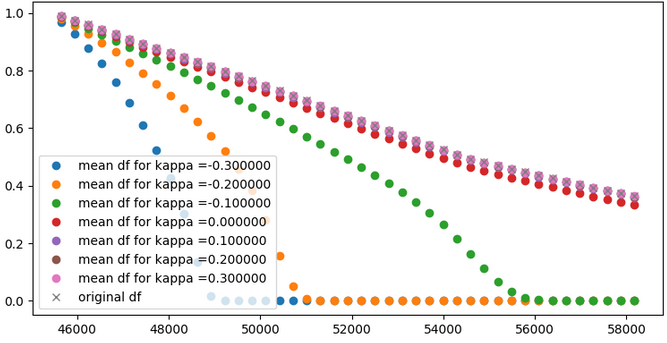 1.0
0.8
0.6
0.4
0.2
0.0
mean df for kappa =-0.300000
mean df for kappa =-0.200000
mean df for kappa =-0.100000
mean df for kappa =0.000000
mean df for kappa =0.100000
mean df for kappa =0.200000
mean df for kappa =0.300000
original df
46000 48000 50000 52000 54000 56000 58000